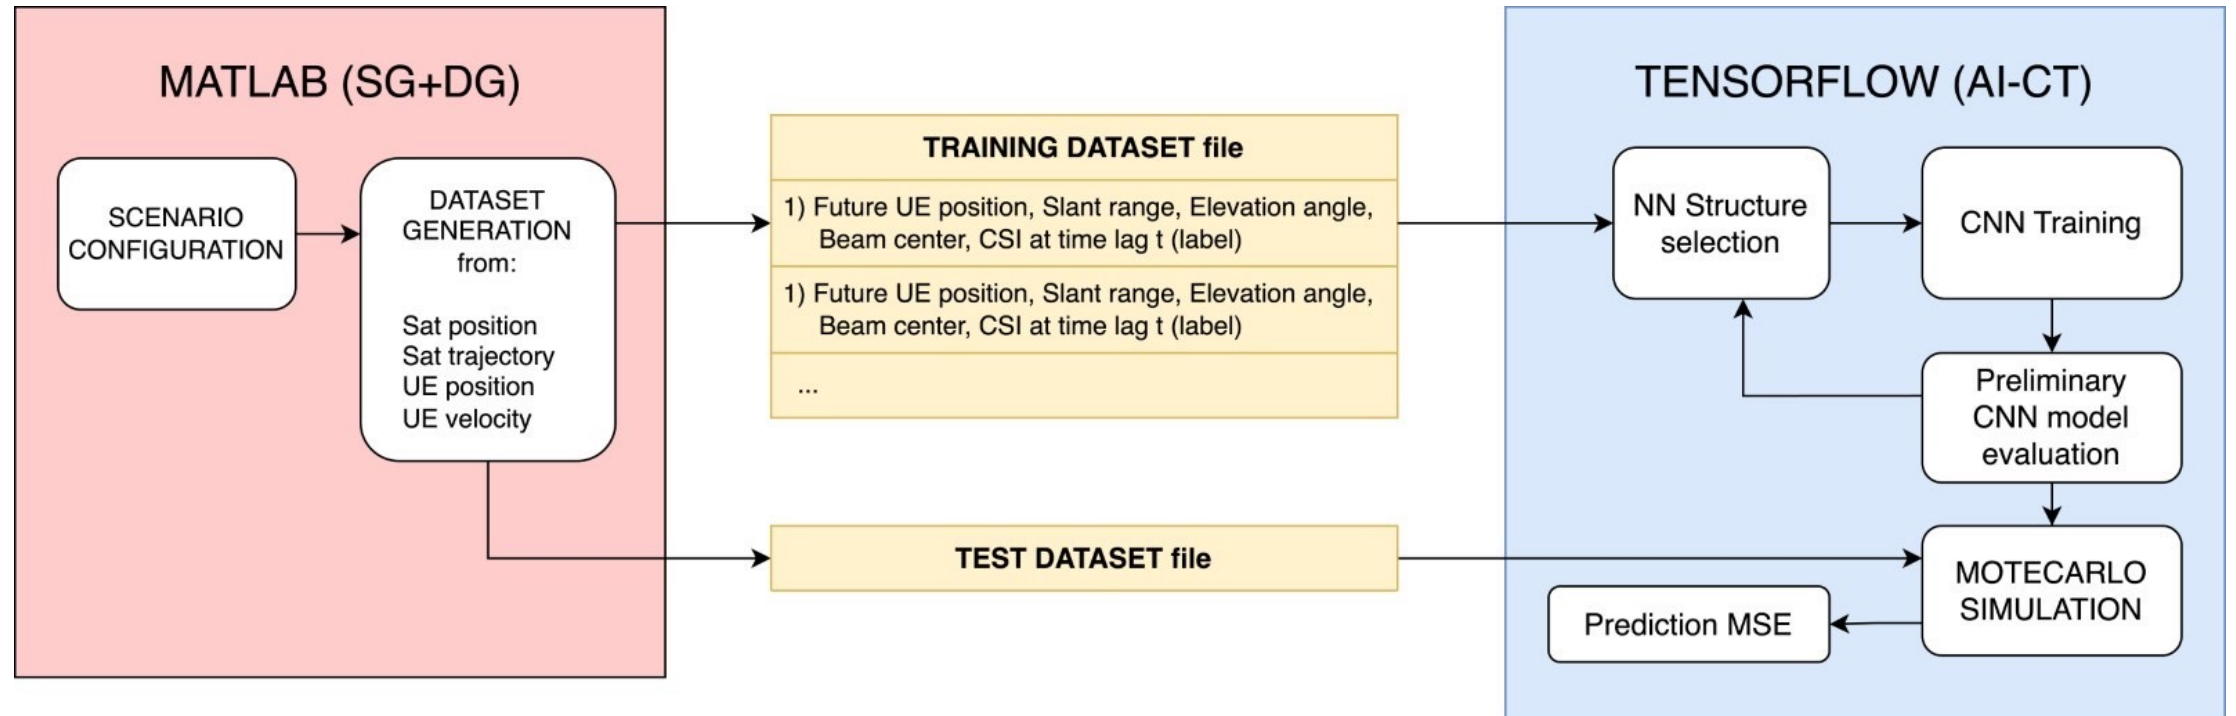 MATLAB (SG+DG)
SCENARIO
CONFIGURATION
DATASET
GENERATION
from:
Sat position
Sat trajectory
UE position
UE velocity
TRAINING DATASET file
1) Future UE position, Slant range, Elevation angle,
Beam center, CSI at time lag t (label)
1) Future UE position, Slant range, Elevation angle,
Beam center, CSI at time lag t (label)
...
TEST DATASET file
TENSORFLOW (AI-CT)
NN Structure
selection
CNN Training
Preliminary
CNN model
evaluation
MOTECARLO
SIMULATION
Prediction MSE